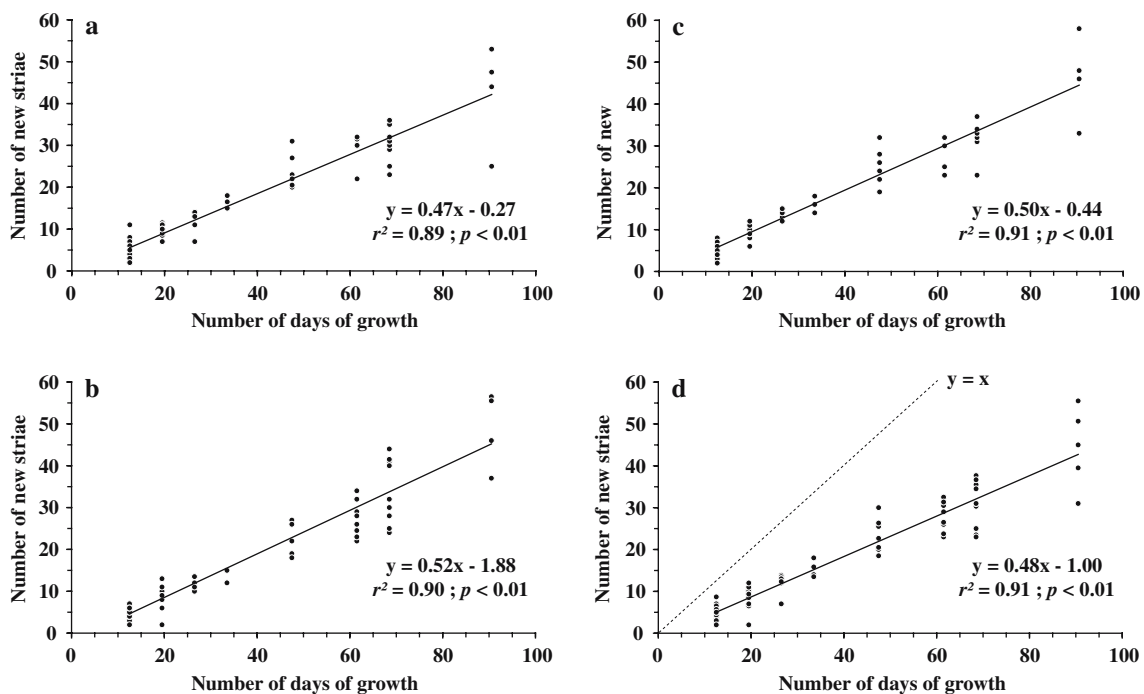 a
Number of new striae
60
50
40
30
20
10
0
y = 0.47x - 0.27
r² = 0.89 ; p < 0.01
0 20 40 60 80 100
Number of days of growth
c
Number of new
60
50
40
30
20
10
0
y = 0.50x - 0.44
r² = 0.91 ; p < 0.01
0 20 40 60 80 100
Number of days of growth
b
Number of new striae
60
50
40
30
20
10
0
y = 0.52x - 1.88
r² = 0.90 ; p < 0.01
0 20 40 60 80 100
Number of days of growth
d
y = x
Number of new striae
60
50
40
30
20
10
0
y = 0.48x - 1.00
r² = 0.91 ; p < 0.01
0 20 40 60 80 100
Number of days of growth